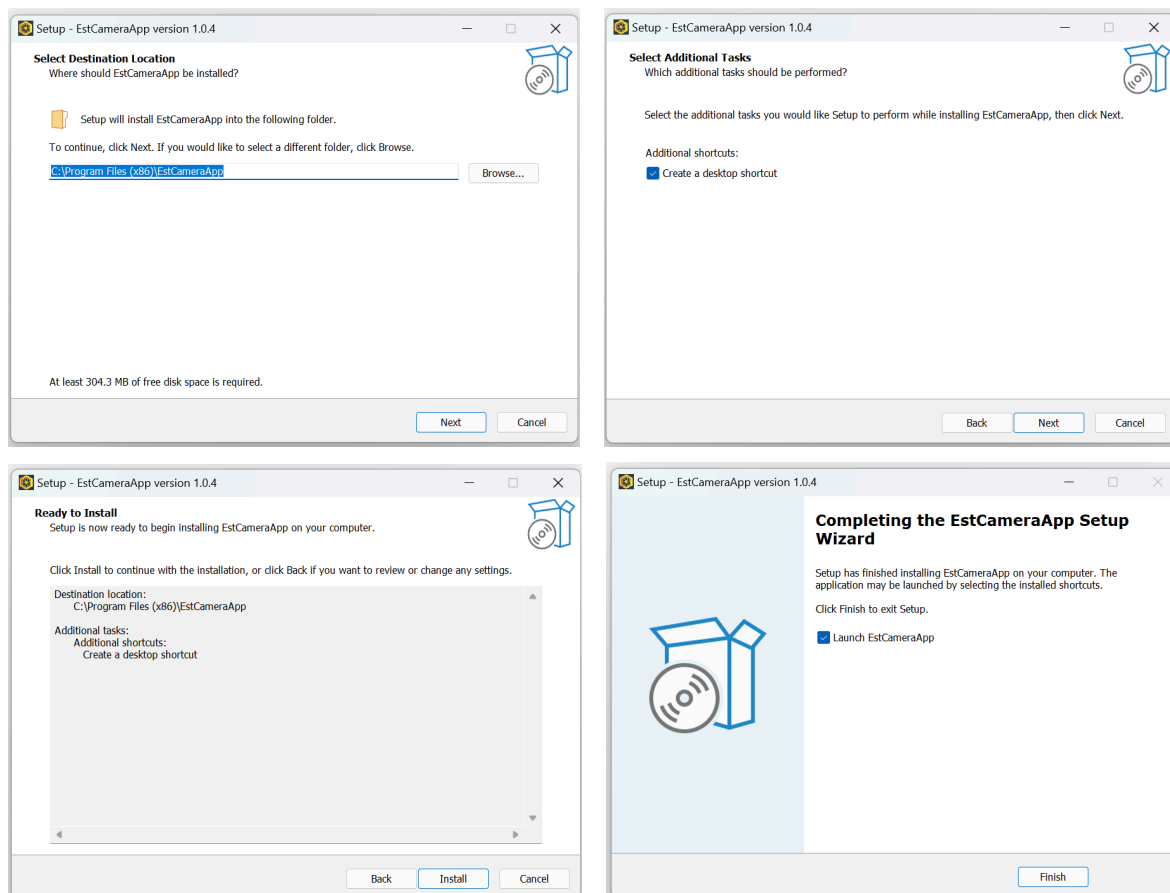 Setup - EstCameraApp version 1.0.4
Select Destination Location
Where should EstCameraApp be installed?
Setup will install EstCameraApp into the following folder.
To continue, click Next. If you would like to select a different folder, click Browse.
C:\Program Files (x86)\EstCameraApp
Browse...
At least 304.3 MB of free disk space is required.
Next
Cancel
Setup - EstCameraApp version 1.0.4
Select Additional Tasks
Which additional tasks should be performed?
Select the additional tasks you would like Setup to perform while installing EstCameraApp, then click Next.
Additional shortcuts:
Create a desktop shortcut
Back
Next
Cancel
Setup - EstCameraApp version 1.0.4
Ready to Install
Setup is now ready to begin installing EstCameraApp on your computer.
Click Install to continue with the installation, or click Back if you want to review or change any settings.
Destination location:
C:\Program Files (x86)\EstCameraApp
Additional tasks:
Additional shortcuts:
Create a desktop shortcut
Back
Install
Cancel
Setup - EstCameraApp version 1.0.4
Completing the EstCameraApp Setup
Wizard
Setup has finished installing EstCameraApp on your computer. The
application may be launched by selecting the installed shortcuts.
Click Finish to exit Setup.
Launch EstCameraApp
Finish